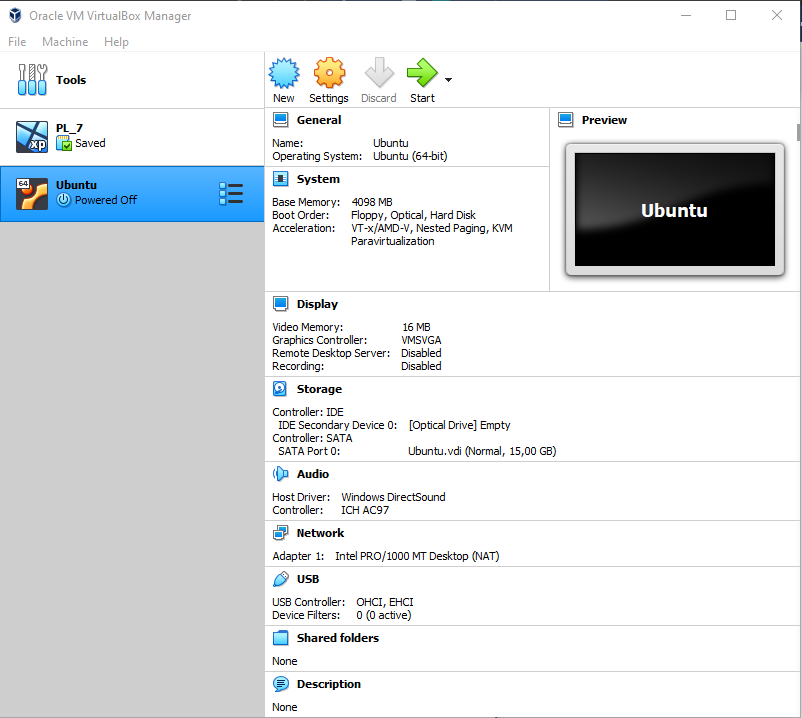 Oracle VM VirtualBox Manager
File Machine Help
Tools
New Settings Discard Start
PL_7
Saved
xp
64
Ubuntu
Powered Off
General
Name: Ubuntu
Operating System: Ubuntu (64-bit)
Preview
Ubuntu
System
Base Memory: 4098 MB
Boot Order: Floppy, Optical, Hard Disk
Acceleration: VT-x/AMD-V, Nested Paging, KVM
Paravirtualization
Display
Video Memory: 16 MB
Graphics Controller: VMSVGA
Remote Desktop Server: Disabled
Recording: Disabled
Storage
Controller: IDE
IDE Secondary Device 0: [Optical Drive] Empty
Controller: SATA
SATA Port 0: Ubuntu.vdi (Normal, 15,00 GB)
Audio
Host Driver: Windows DirectSound
Controller: ICH AC97
Network
Adapter 1: Intel PRO/1000 MT Desktop (NAT)
USB
USB Controller: OHCI, EHCI
Device Filters: 0 (0 active)
Shared folders
None
Description
None